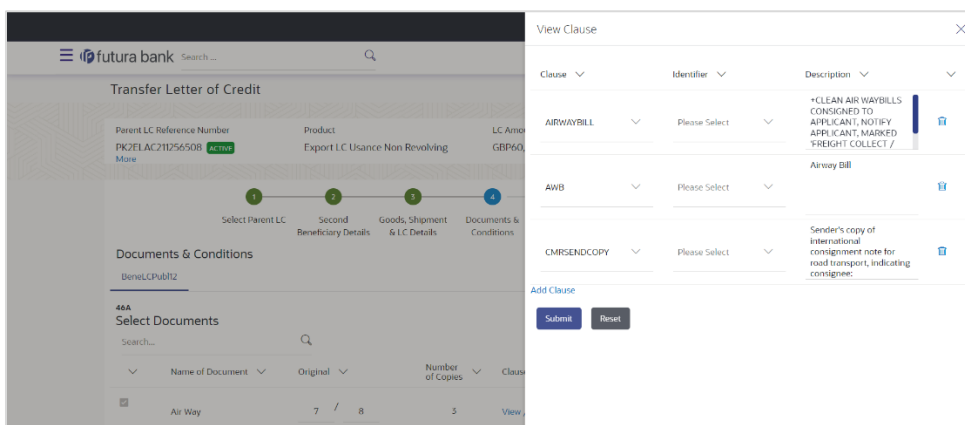 futura bank
Search ...
Transfer Letter of Credit
Parent LC Reference Number
Product
PK2ELAC211256508 ACTIVE
Export LC Usance Non Revolving
GBP60,
More
1
2
3
4
Select Parent LC
Second
Beneficiary Details
Goods, Shipment
& LC Details
Documents &
Conditions
Documents & Conditions
BeneLCPubl12
46A
Select Documents
Search...
Name of Document
Original
Number
of Copies
Air Way
7 / 8
View
View Clause
Clause
Identifier
Description
AIRWAYBILL
Please Select
+CLEAN AIR WAYBILLS
CONSIGNED TO
APPLICANT, NOTIFY
APPLICANT, MARKED
'FREIGHT COLLECT /
AWB
Please Select
Airway Bill
CMRSENDCOPY
Please Select
Sender's copy of
international
consignment note for
road transport, indicating
consignee;
Add Clause
Submit
Reset